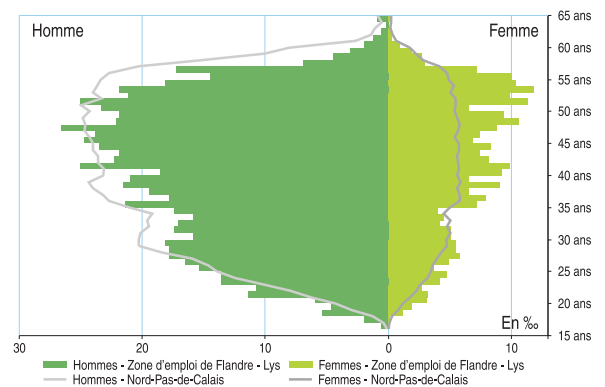 Homme
Femme
65 ans
60 ans
55 ans
50 ans
45 ans
40 ans
35 ans
30 ans
25 ans
20 ans
15 ans
En ‰
30 20 10 0 10
Hommes - Zone d'emploi de Flandre - Lys Femmes - Zone d'emploi de Flandre - Lys
Hommes - Nord-Pas-de-Calais Femmes - Nord-Pas-de-Calais